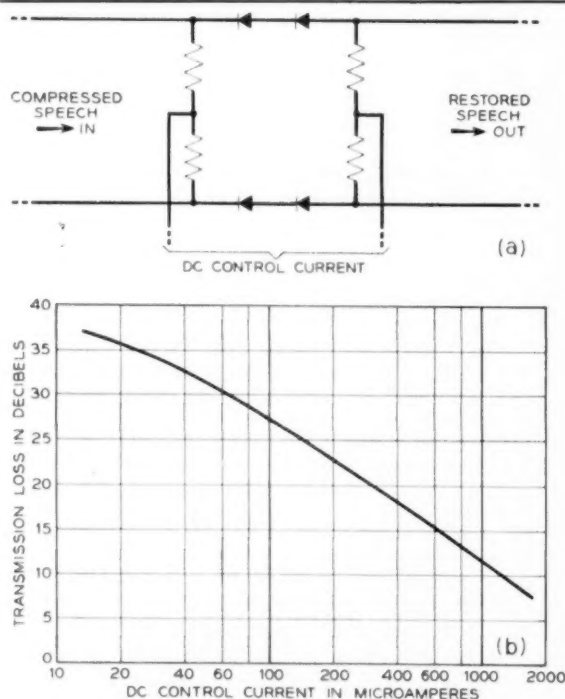 COMPRESSED
SPEECH
IN
RESTORED
SPEECH
OUT
(a)
DC CONTROL CURRENT
TRANSMISSION LOSS IN DECIBELS
40
35
30
25
20
15
10
5
0
(b)
10 20 40 60 100 200 400 600 1000 2000
DC CONTROL CURRENT IN MICROAMPERES